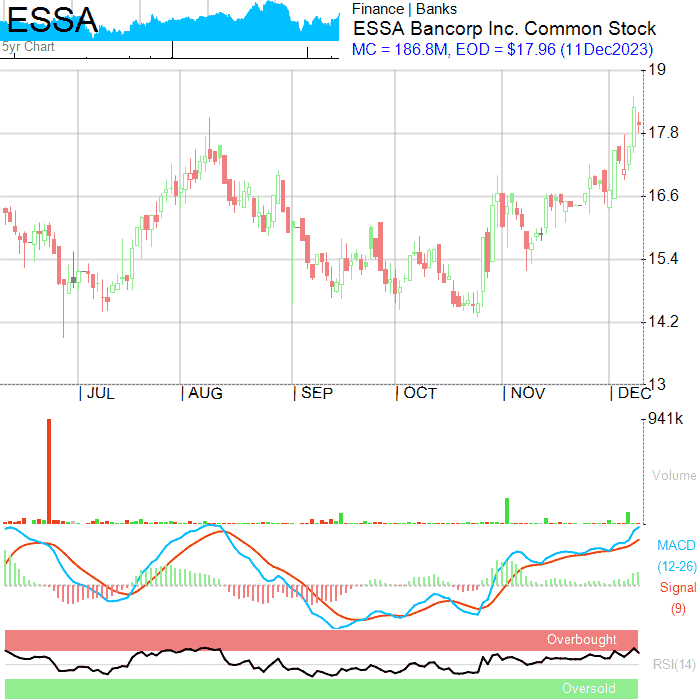 ESSA
5yr Chart
Finance | Banks
ESSA Bancorp Inc. Common Stock
MC = 186.8M, EOD = $17.96 (11Dec2023)
19
17.8
16.6
15.4
14.2
13
| JUL | AUG | SEP | OCT | NOV | DEC
941k
Volume
MACD
(12-26)
Signal
(9)
Overbought
RSI(14)
Oversold